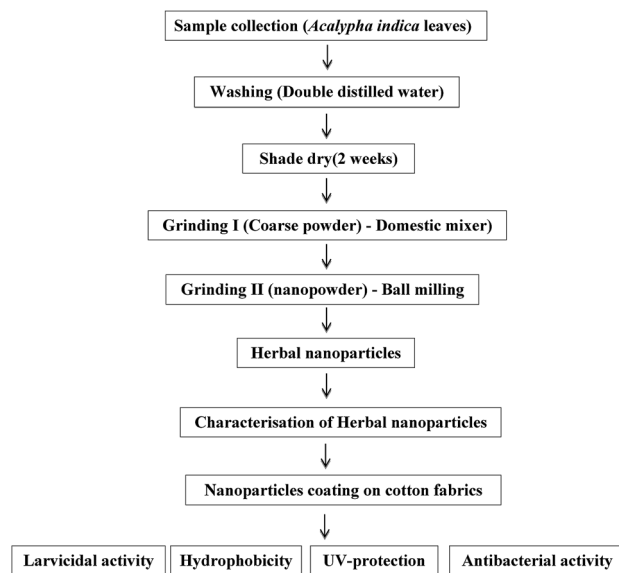 Sample collection (Acalypha indica leaves)
Washing (Double distilled water)
Shade dry(2 weeks)
Grinding I (Coarse powder) - Domestic mixer)
Grinding II (nanopowder) - Ball milling
Herbal nanoparticles
Characterisation of Herbal nanoparticles
Nanoparticles coating on cotton fabrics
Larvicidal activity Hydrophobicity UV-protection Antibacterial activity